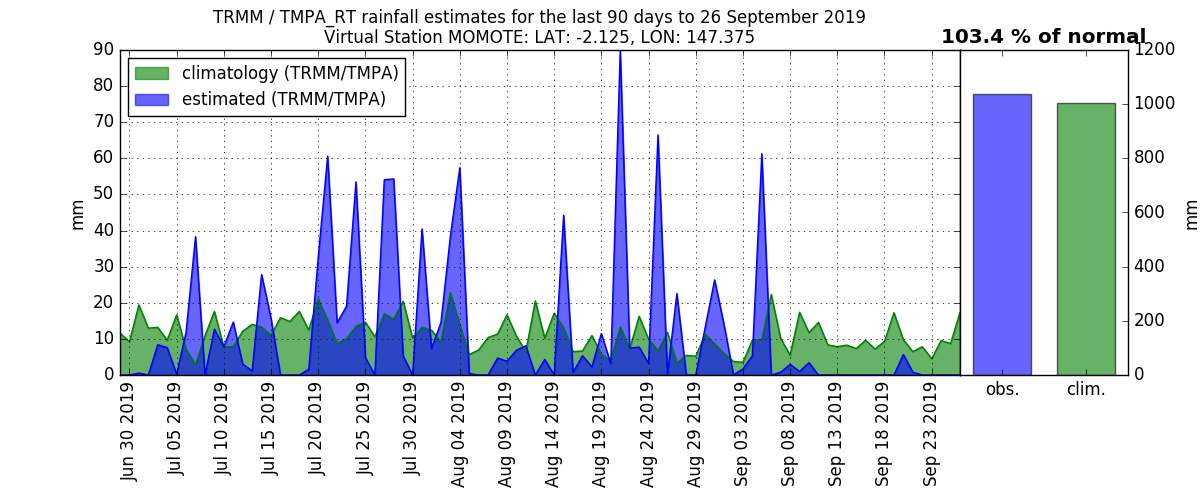 TRMM / TMPA_RT rainfall estimates for the last 90 days to 26 September 2019
Virtual Station MOMOTE: LAT: -2.125, LON: 147.375
103.4 % of normal
climatology (TRMM/TMPA)
estimated (TRMM/TMPA)
90
80
70
60
50
40
30
20
10
0
mm
Jun 30 2019
Jul 05 2019
Jul 10 2019
Jul 15 2019
Jul 20 2019
Jul 25 2019
Jul 30 2019
Aug 04 2019
Aug 09 2019
Aug 14 2019
Aug 19 2019
Aug 24 2019
Aug 29 2019
Sep 03 2019
Sep 08 2019
Sep 13 2019
Sep 18 2019
Sep 23 2019
obs.
clim.
1200
1000
800
600
400
200
0
mm